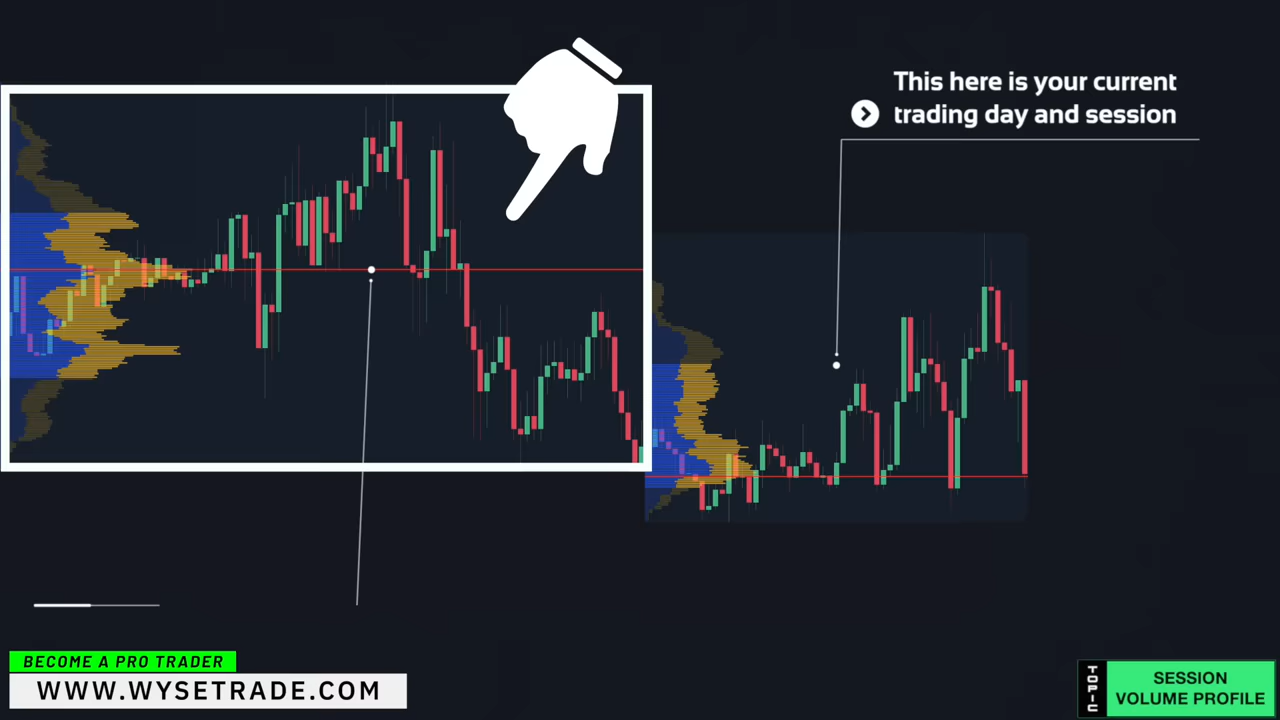 This here is your current
trading day and session
BECOME A PRO TRADER
WWW.WYSETRADE.COM
TOPIC
SESSION
VOLUME PROFILE